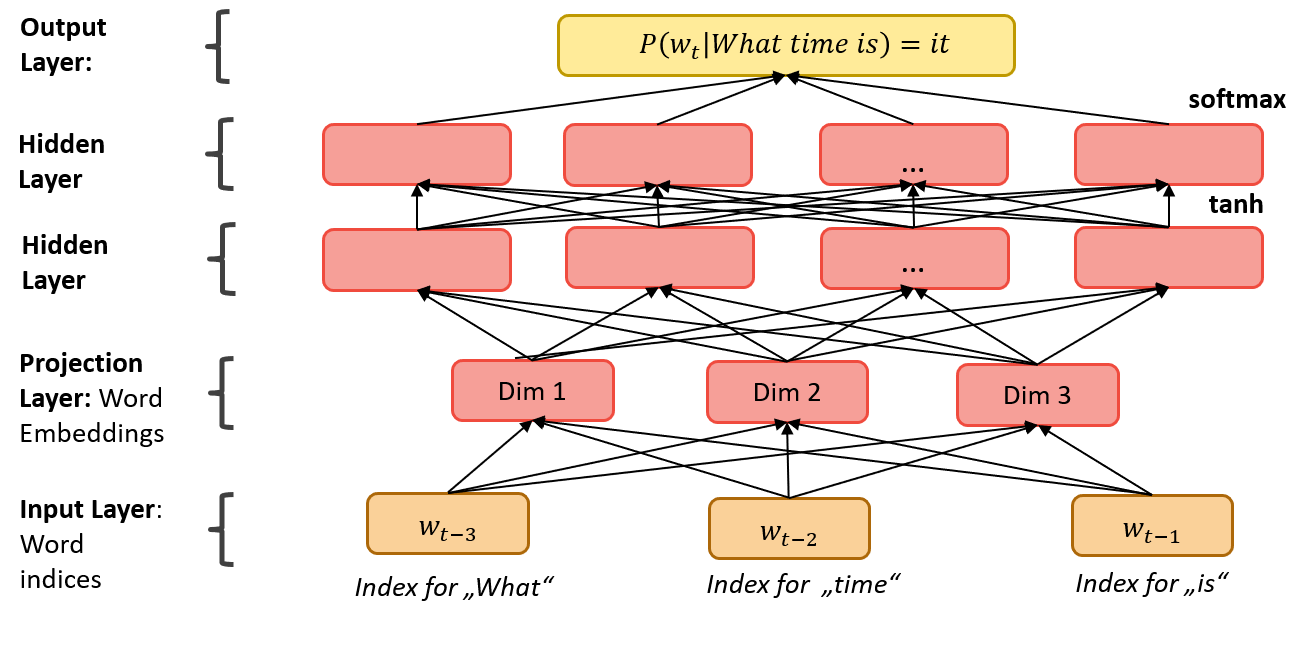 Output
Layer:
P(w_t|What time is) = it
softmax
Hidden
Layer
...
tanh
Hidden
Layer
...
Projection
Layer: Word
Embeddings
Dim 1
Dim 2
Dim 3
Input Layer:
Word
indices
w_{t−3}
w_{t−2}
w_{t−1}
Index for „What“
Index for „time“
Index for „is“